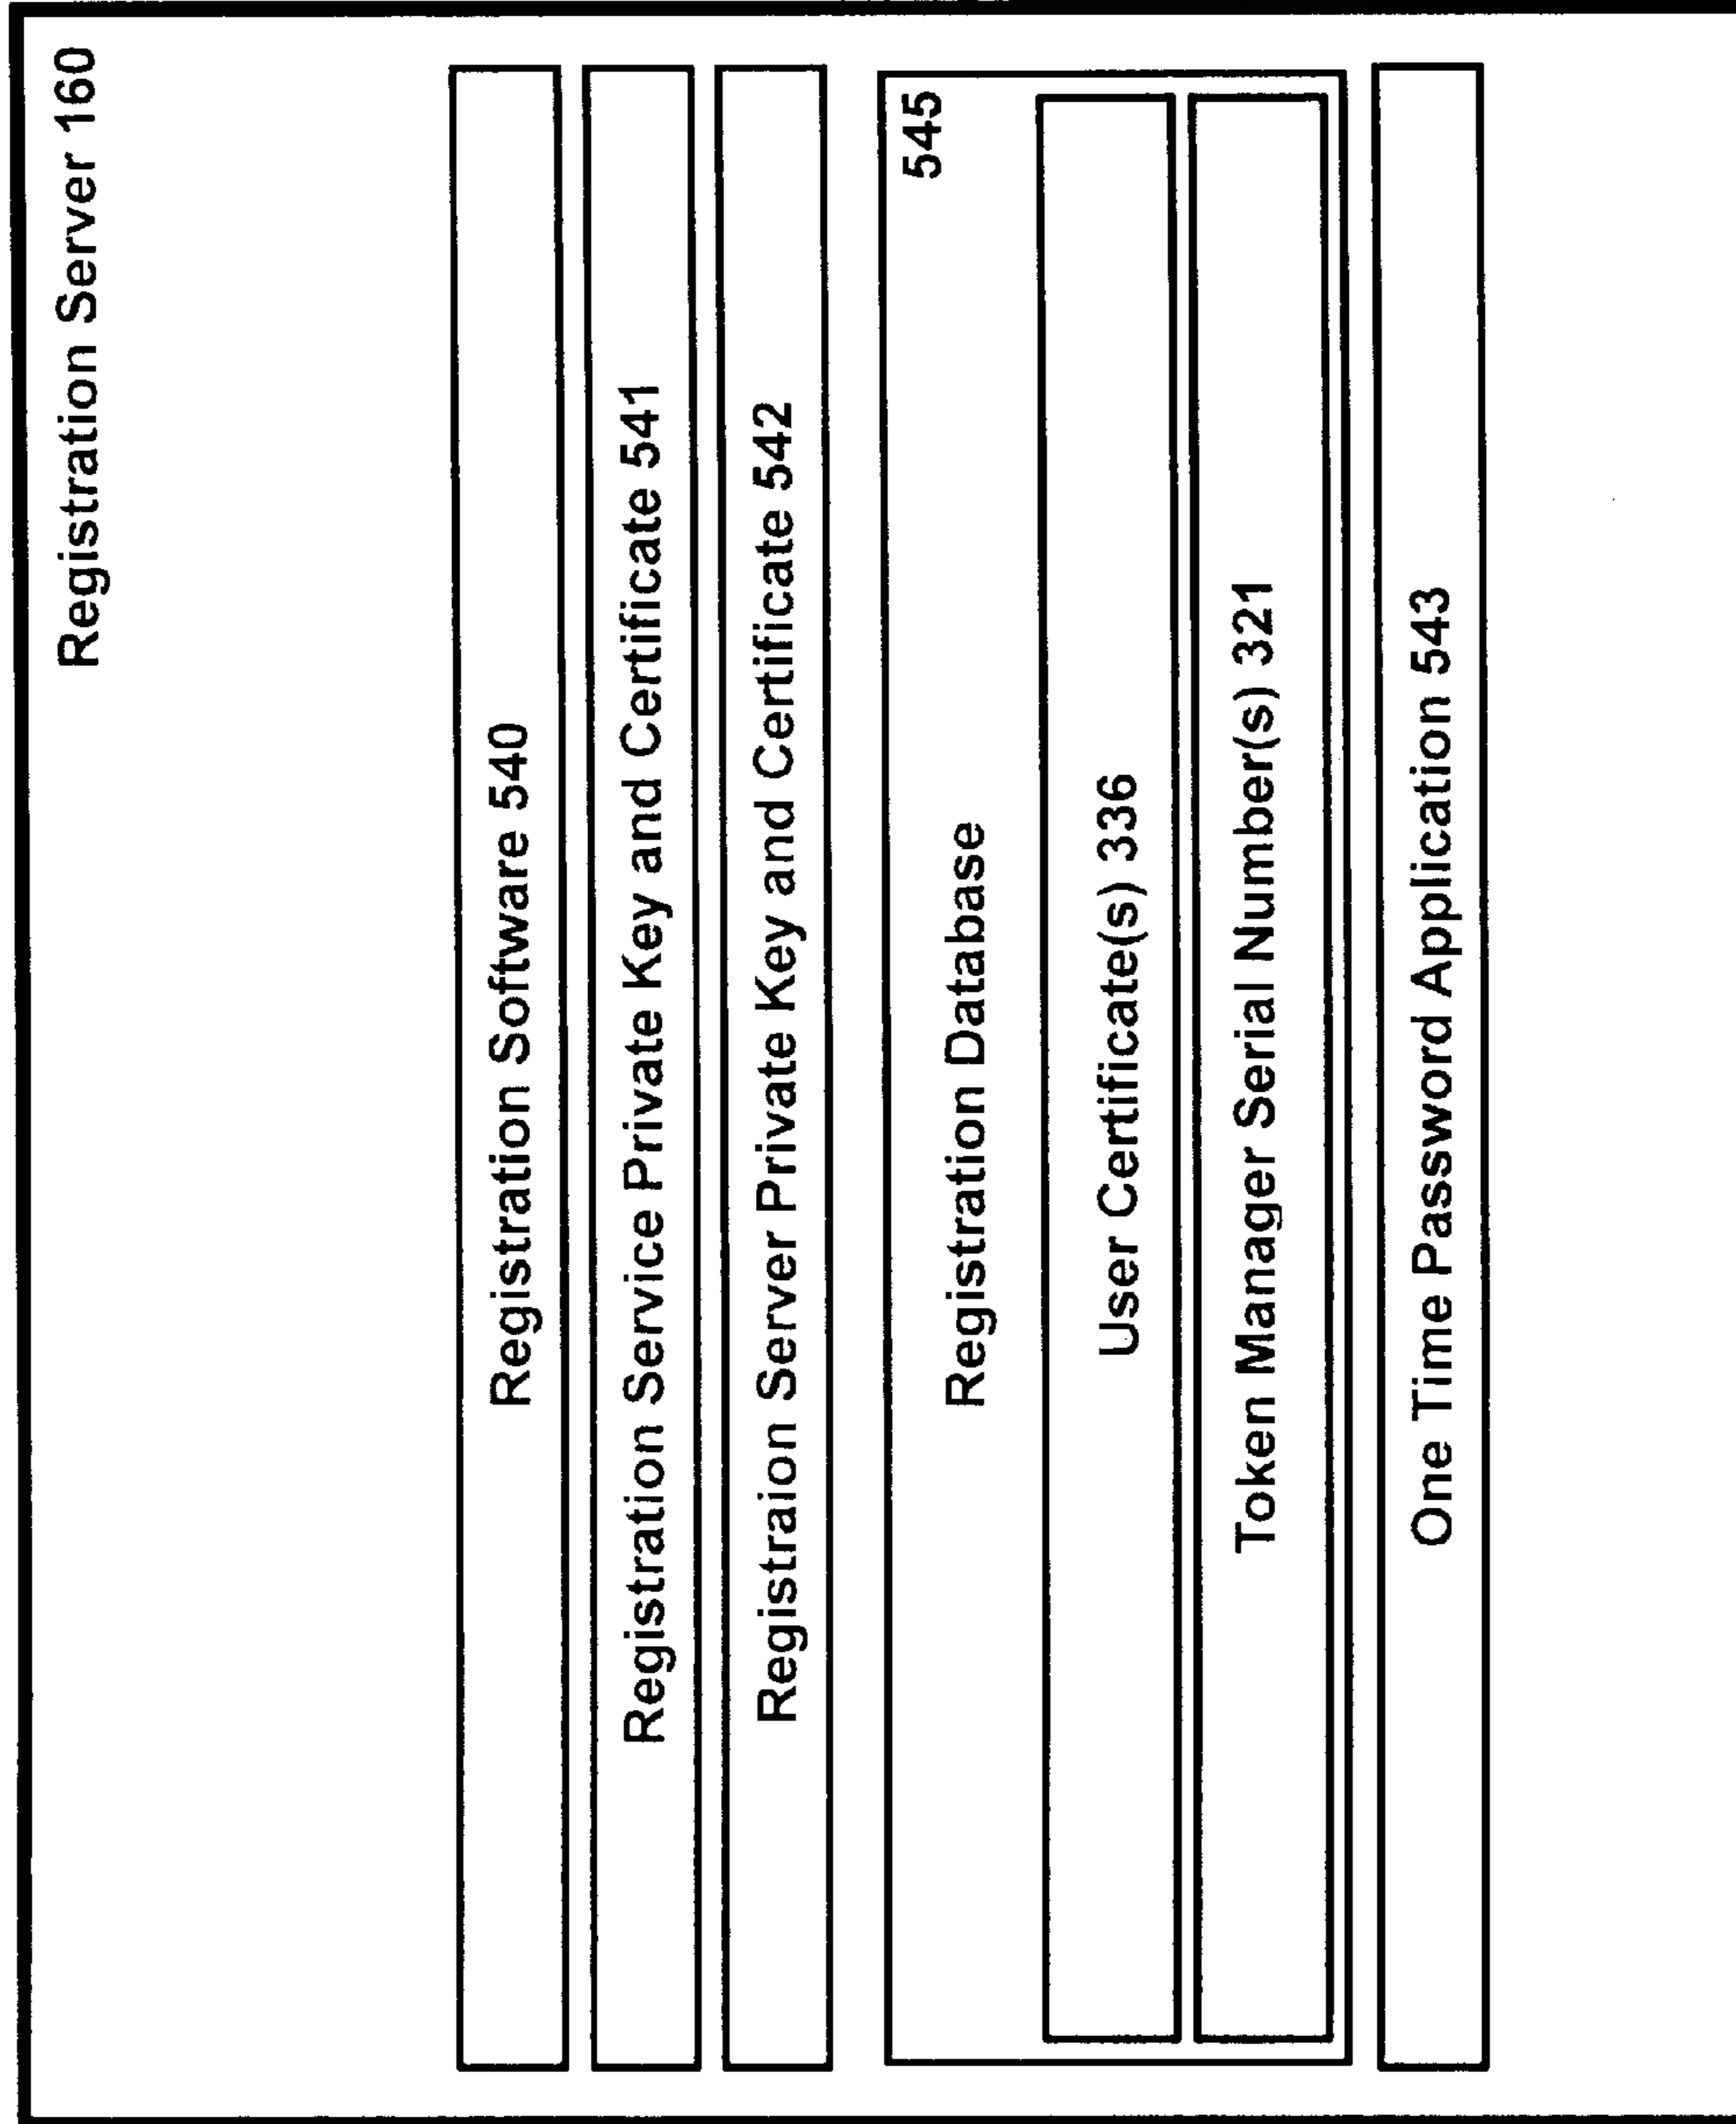 Registration Server 160
Registration Software 540
Registration Service Private Key and Certificate 541
Registraion Server Private Key and Certificate 542
545
Registration Database
User Certificate(s) 336
Token Manager Serial Number(s) 321
One Time Password Application 543